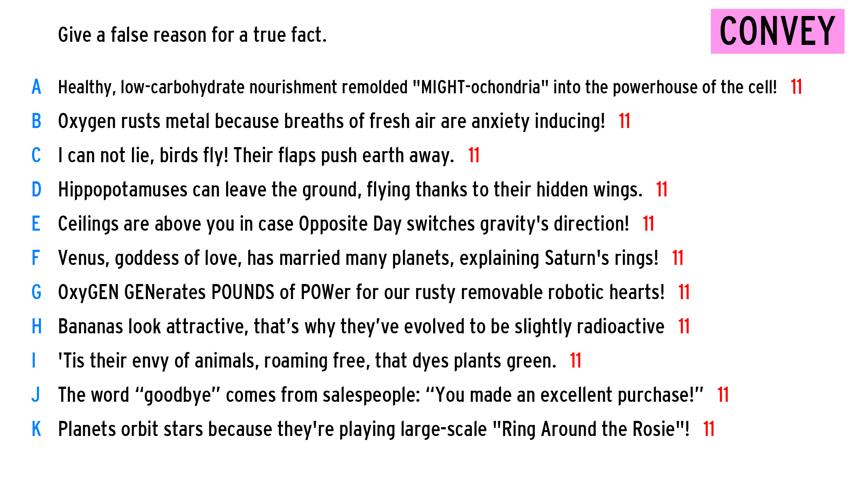 Give a false reason for a true fact.
CONVEY
A Healthy, low-carbohydrate nourishment remolded "MIGHT-ochondria" into the powerhouse of the cell! 11
B Oxygen rusts metal because breaths of fresh air are anxiety inducing! 11
C I can not lie, birds fly! Their flaps push earth away. 11
D Hippopotamuses can leave the ground, flying thanks to their hidden wings. 11
E Ceilings are above you in case Opposite Day switches gravity's direction! 11
F Venus, goddess of love, has married many planets, explaining Saturn's rings! 11
G OxyGEN GENerates POUNDS of POWer for our rusty removable robotic hearts! 11
H Bananas look attractive, that’s why they’ve evolved to be slightly radioactive 11
I 'Tis their envy of animals, roaming free, that dyes plants green. 11
J The word “goodbye” comes from salespeople: “You made an excellent purchase!” 11
K Planets orbit stars because they're playing large-scale "Ring Around the Rosie"! 11